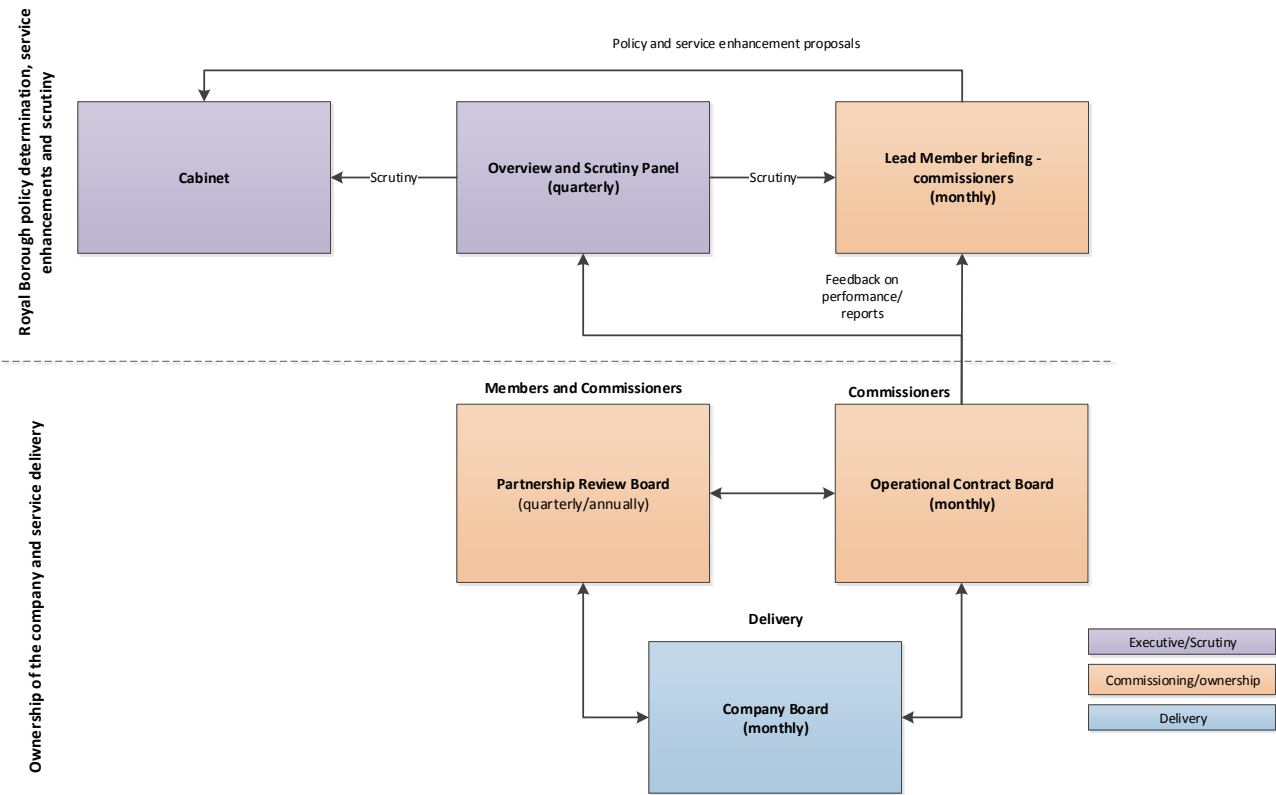 Royal Borough policy determination, service
enhancements and scrutiny
Policy and service enhancement proposals
Cabinet
Scrutiny
Overview and Scrutiny Panel
(quarterly)
Scrutiny
Lead Member briefing -
commissioners
(monthly)
Feedback on
performance/
reports
Ownership of the company and service delivery
Members and Commissioners
Commissioners
Partnership Review Board
(quarterly/annually)
Operational Contract Board
(monthly)
Delivery
Company Board
(monthly)
Executive/Scrutiny
Commissioning/ownership
Delivery